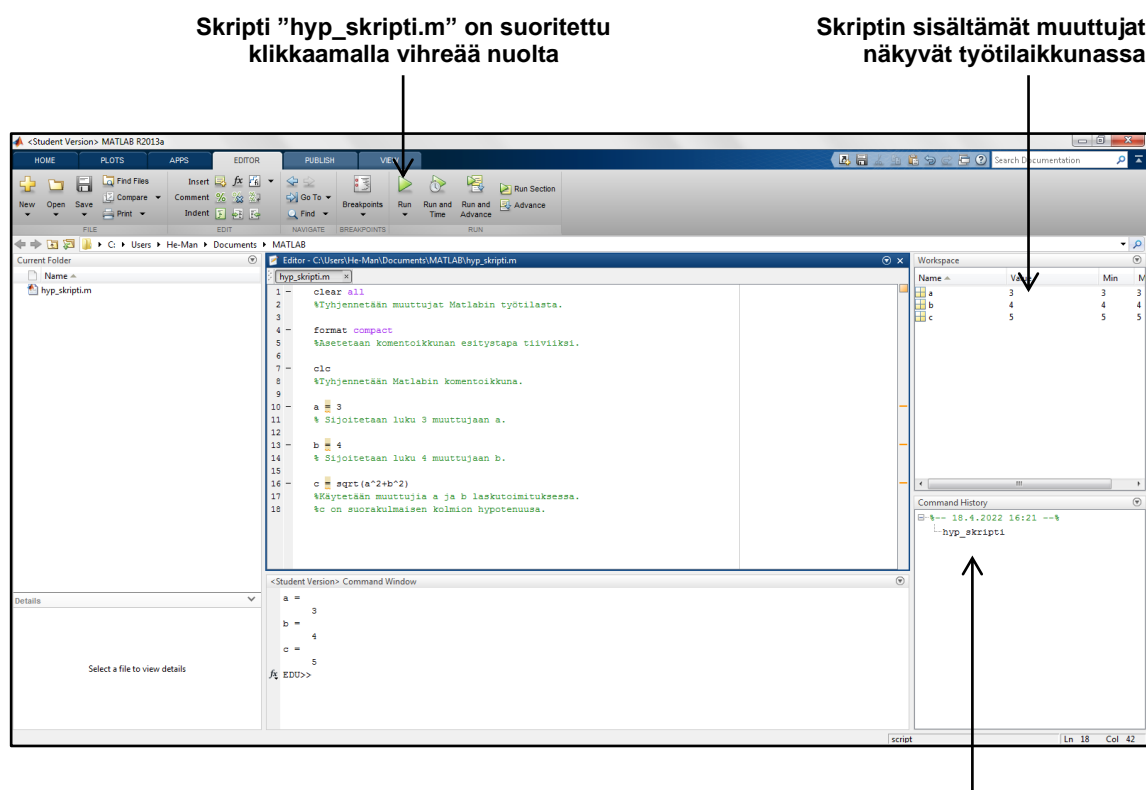 Skripti ”hyp_skripti.m” on suoritettu
klikkaamalla vihreää nuolta
Skriptin sisältämät muuttujat
näkyvät työtilaikkunassa
<Student Version> MATLAB R2013a
HOME PLOTS APPS EDITOR PUBLISH VIEW
Search Documentation
New Open Save
Find Files
Compare
Print
Insert fx
Comment
Indent
Go To
Find
Breakpoints
Run
Run and Time
Run and Advance
Run Section
Advance
FILE EDIT NAVIGATE BREAKPOINTS RUN
C: Users He-Man Documents MATLAB
Current Folder
Name
hyp_skripti.m
Editor - C:\Users\He-Man\Documents\MATLAB\hyp_skripti.m
hyp_skripti.m ×
1 - clear all
2 %Tyhjennetään muuttujat Matlabin työtilasta.
3
4 - format compact
5 %Asetetaan komentoikkunan esitystapa tiiviiksi.
6
7 - clc
8 %Tyhjennetään Matlabin komentoikkuna.
9
10 - a = 3
11 % Sijoitetaan luku 3 muuttujaan a.
12
13 - b = 4
14 % Sijoitetaan luku 4 muuttujaan b.
15
16 - c = sqrt(a^2+b^2)
17 %Käytetään muuttujia a ja b laskutoimituksessa.
18 %c on suorakulmaisen kolmion hypotenuusa.
Workspace
Name Value Min M
a 3 3 3
b 4 4 4
c 5 5 5
Command History
%-- 18.4.2022 16:21 --%
hyp_skripti
<Student Version> Command Window
a =
3
b =
4
c =
5
fx EDU>>
Details
Select a file to view details
script
Ln 18 Col 42